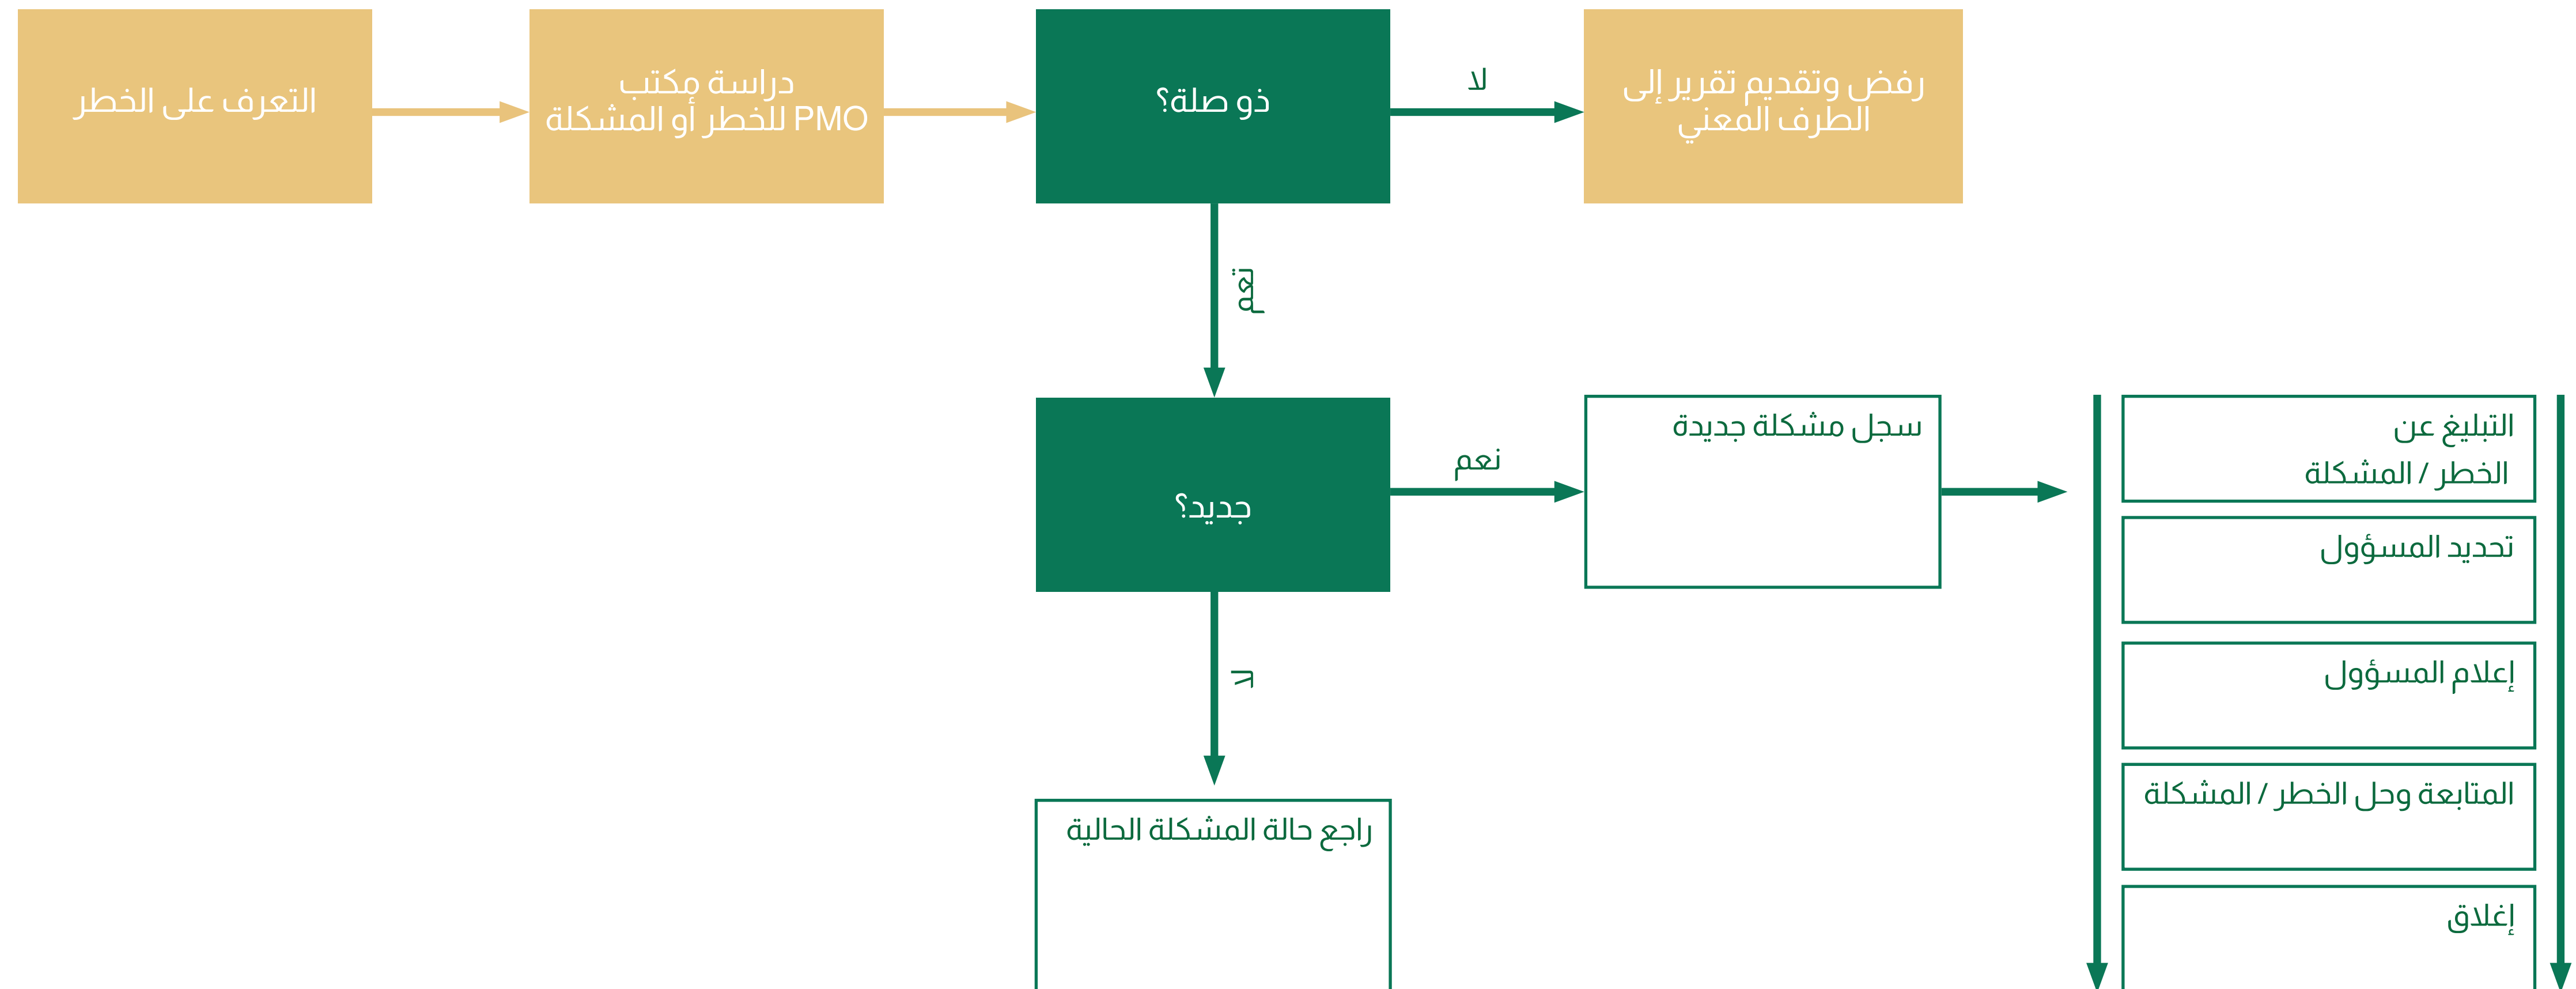 التعرف على الخطر
دراسة مكتب
PMO للخطر أو المشكلة
ذو صلة؟
لا
رفض وتقديم تقرير إلى
الطرف المعني
تعم
جديد؟
نعم
سجل مشكلة جديدة
لا
راجع حالة المشكلة الحالية
التبليغ عن
الخطر / المشكلة
تحديد المسؤول
إعلام المسؤول
المتابعة وحل الخطر / المشكلة
إغلاق